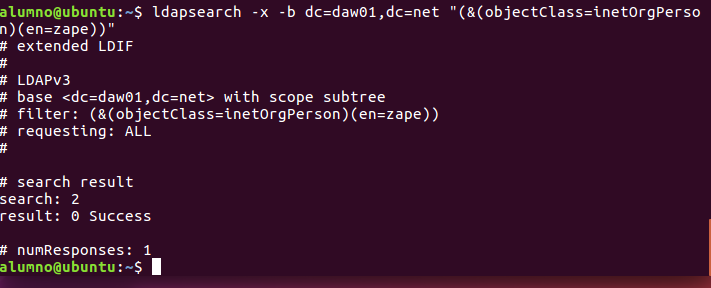 alumno@ubuntu:~$ ldapsearch -x -b dc=daw01,dc=net "(&(objectClass=inetOrgPerso
n)(en=zape))"
# extended LDIF
#
# LDAPv3
# base <dc=daw01,dc=net> with scope subtree
# filter: (&(objectClass=inetOrgPerson)(en=zape))
# requesting: ALL
#
# search result
search: 2
result: 0 Success
# numResponses: 1
alumno@ubuntu:~$